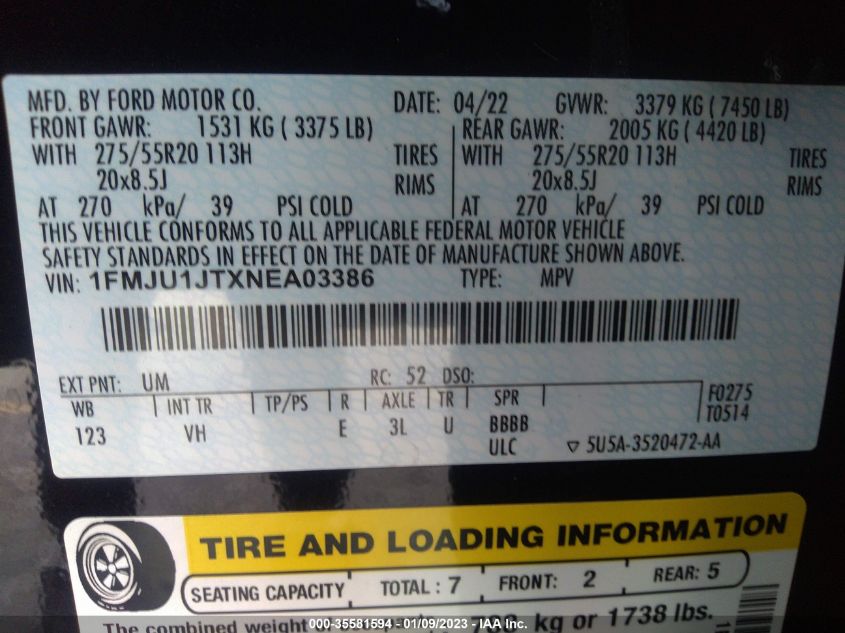 MFD. BY FORD MOTOR CO. DATE: 04/22 GVWR: 3379 KG ( 7450 LB)
FRONT GAWR: 1531 KG ( 3375 LB) REAR GAWR: 2005 KG ( 4420 LB)
WITH 275/55R20 113H TIRES WITH 275/55R20 113H TIRES
20x8.5J RIMS 20x8.5J RIMS
AT 270 kPa/ 39 PSI COLD AT 270 kPa/ 39 PSI COLD
THIS VEHICLE CONFORMS TO ALL APPLICABLE FEDERAL MOTOR VEHICLE
SAFETY STANDARDS IN EFFECT ON THE DATE OF MANUFACTURE SHOWN ABOVE.
VIN: 1FMJU1JTXNEA03386 TYPE: MPV
EXT PNT: UM RC: 52 DSO:
WB INT TR TP/PS R AXLE TR SPR F0275
T0514
123 VH E 3L U BBBB
ULC 5U5A-3520472-AA
TIRE AND LOADING INFORMATION
SEATING CAPACITY TOTAL : 7 FRONT: 2 REAR: 5
The combined weight of kg or 1738 lbs.
000-35581594 - 01/09/2023 - IAA Inc.